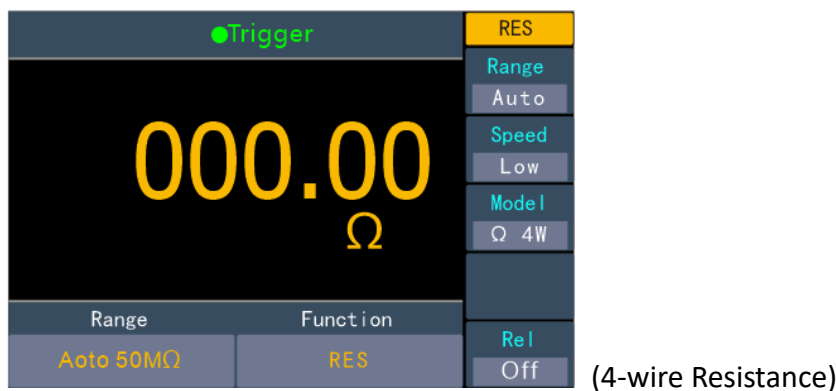 ●Trigger
000.00
Ω
Range
Function
Aoto 50MΩ
RES
RES
Range
Auto
Speed
Low
Model
Ω 4W
Rel
Off
(4-wire Resistance)